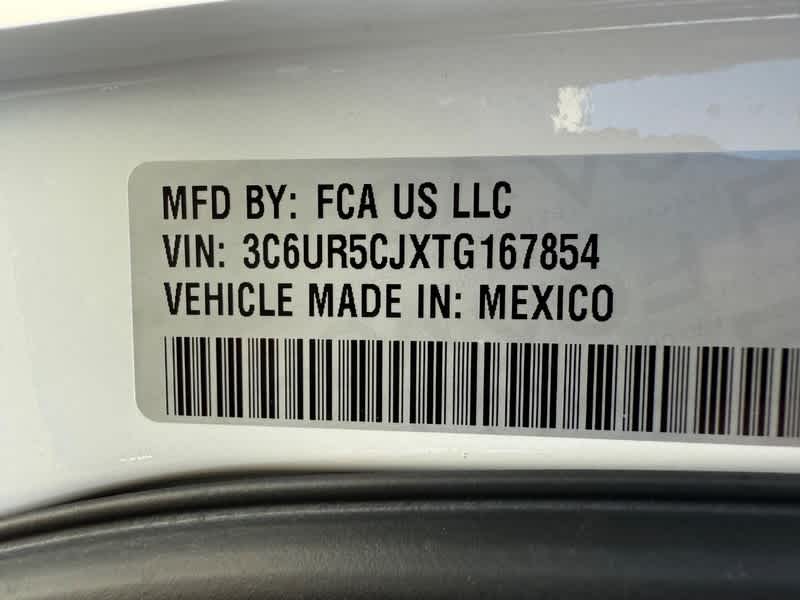 MFD BY: FCA US LLC
VIN: 3C6UR5CJXTG167854
VEHICLE MADE IN: MEXICO